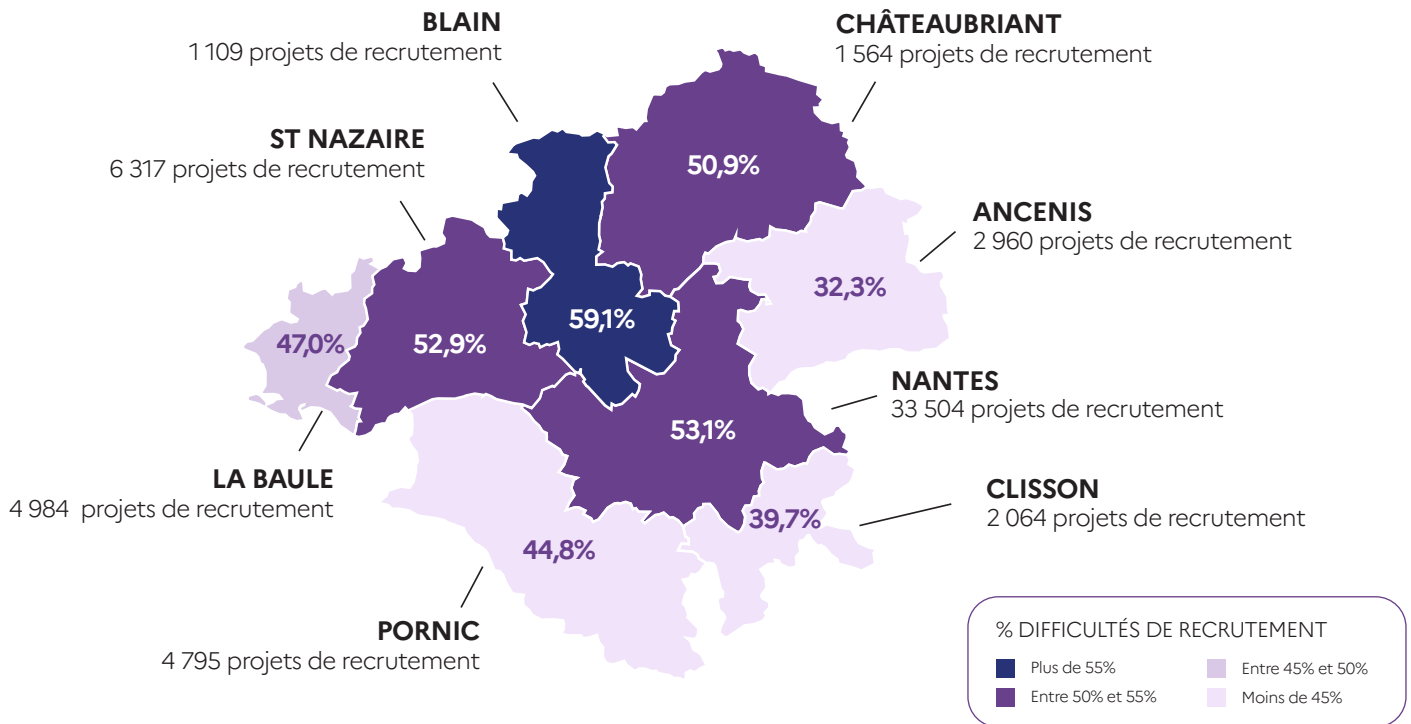 BLAIN
1 109 projets de recrutement
CHÂTEAUBRIANT
1 564 projets de recrutement
ST NAZAIRE
6 317 projets de recrutement
50,9%
ANCENIS
2 960 projets de recrutement
32,3%
59,1%
47,0%
52,9%
NANTES
33 504 projets de recrutement
53,1%
LA BAULE
4 984 projets de recrutement
CLISSON
2 064 projets de recrutement
39,7%
44,8%
PORNIC
4 795 projets de recrutement
% DIFFICULTÉS DE RECRUTEMENT
Plus de 55%
Entre 45% et 50%
Entre 50% et 55%
Moins de 45%